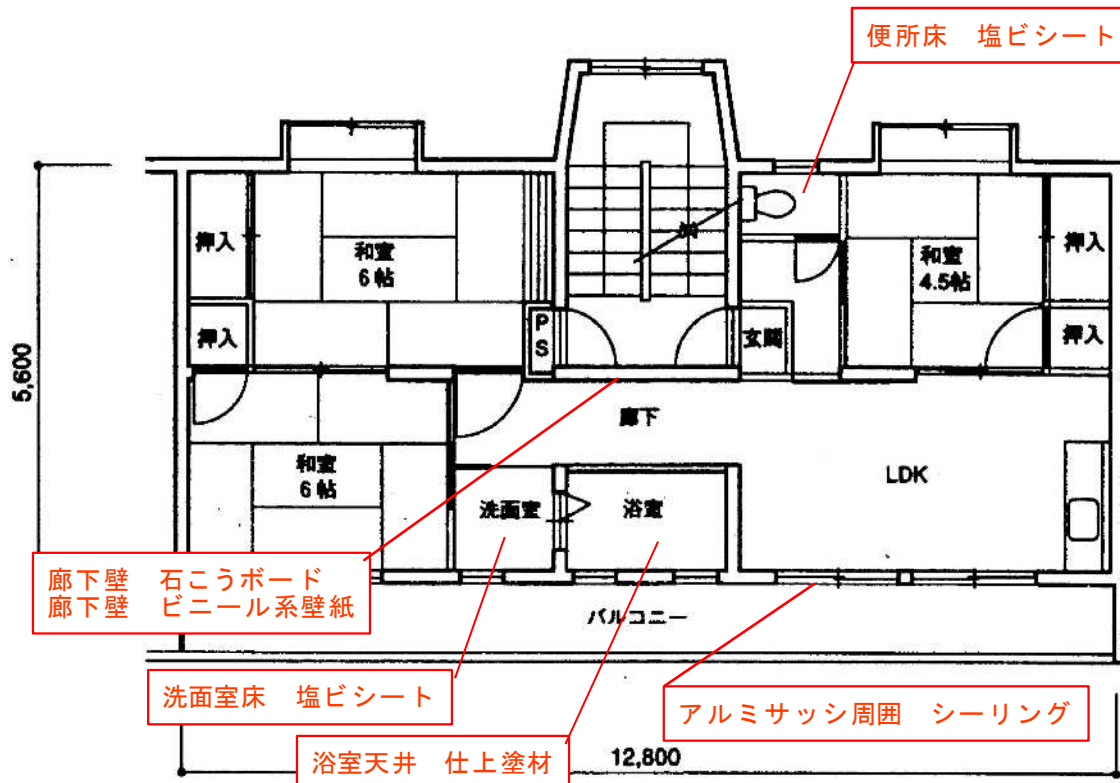 便所床　塩ビシート
押入
和室
6 帖
和室
4.5帖
押入
押入
P
S
玄関
押入
5,600
廊下
和室
6 帖
LDK
洗面室
浴室
廊下壁　石こうボード
廊下壁　ビニール系壁紙
バルコニー
洗面室床　塩ビシート
アルミサッシ周囲　シーリング
浴室天井　仕上塗材
12,800